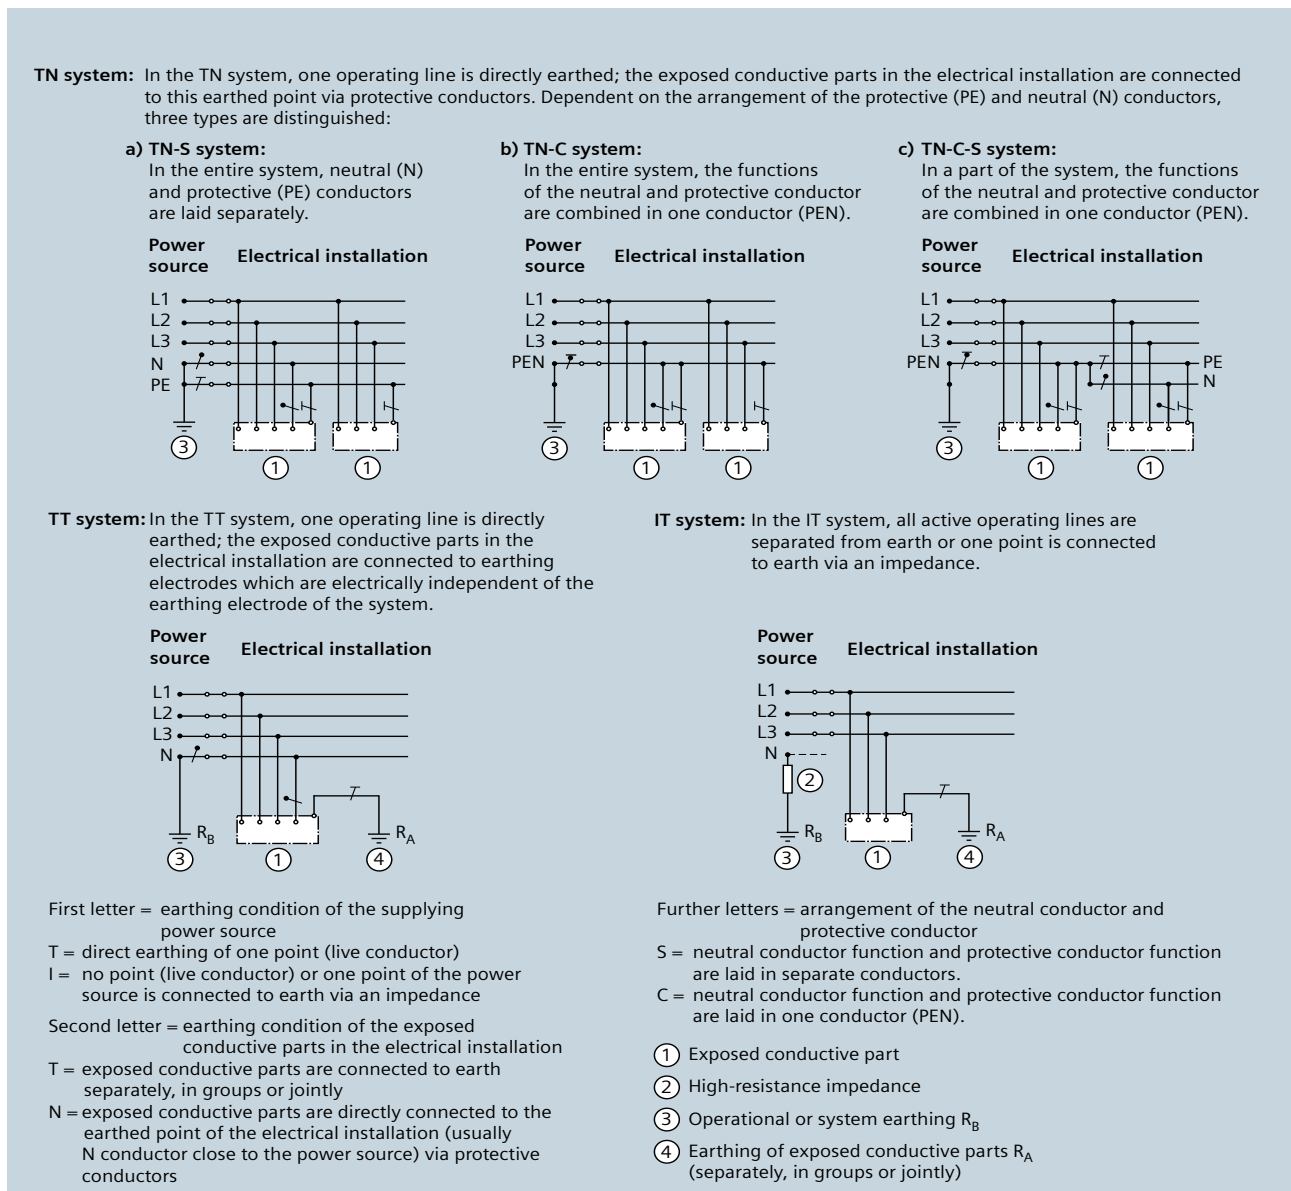 TN system: In the TN system, one operating line is directly earthed; the exposed conductive parts in the electrical installation are connected
to this earthed point via protective conductors. Dependent on the arrangement of the protective (PE) and neutral (N) conductors,
three types are distinguished:
a) TN-S system:
In the entire system, neutral (N)
and protective (PE) conductors
are laid separately.
Power
source
Electrical installation
L1
L2
L3
N
PE
3
1
1
b) TN-C system:
In the entire system, the functions
of the neutral and protective conductor
are combined in one conductor (PEN).
Power
source
Electrical installation
L1
L2
L3
PEN
3
1
1
c) TN-C-S system:
In a part of the system, the functions
of the neutral and protective conductor
are combined in one conductor (PEN).
Power
source
Electrical installation
L1
L2
L3
PEN
PE
N
3
1
1
TT system: In the TT system, one operating line is directly
earthed; the exposed conductive parts in the
electrical installation are connected to earthing
electrodes which are electrically independent of the
earthing electrode of the system.
Power
source
Electrical installation
L1
L2
L3
N
RB
RA
3
1
4
IT system: In the IT system, all active operating lines are
separated from earth or one point is connected
to earth via an impedance.
Power
source
Electrical installation
L1
L2
L3
N
2
RB
RA
3
1
4
First letter = earthing condition of the supplying
power source
T = direct earthing of one point (live conductor)
I = no point (live conductor) or one point of the power
source is connected to earth via an impedance
Second letter = earthing condition of the exposed
conductive parts in the electrical installation
T = exposed conductive parts are connected to earth
separately, in groups or jointly
N = exposed conductive parts are directly connected to the
earthed point of the electrical installation (usually
N conductor close to the power source) via protective
conductors
Further letters = arrangement of the neutral conductor and
protective conductor
S = neutral conductor function and protective conductor function
are laid in separate conductors.
C = neutral conductor function and protective conductor function
are laid in one conductor (PEN).
1 Exposed conductive part
2 High-resistance impedance
3 Operational or system earthing RB
4 Earthing of exposed conductive parts RA
(separately, in groups or jointly)